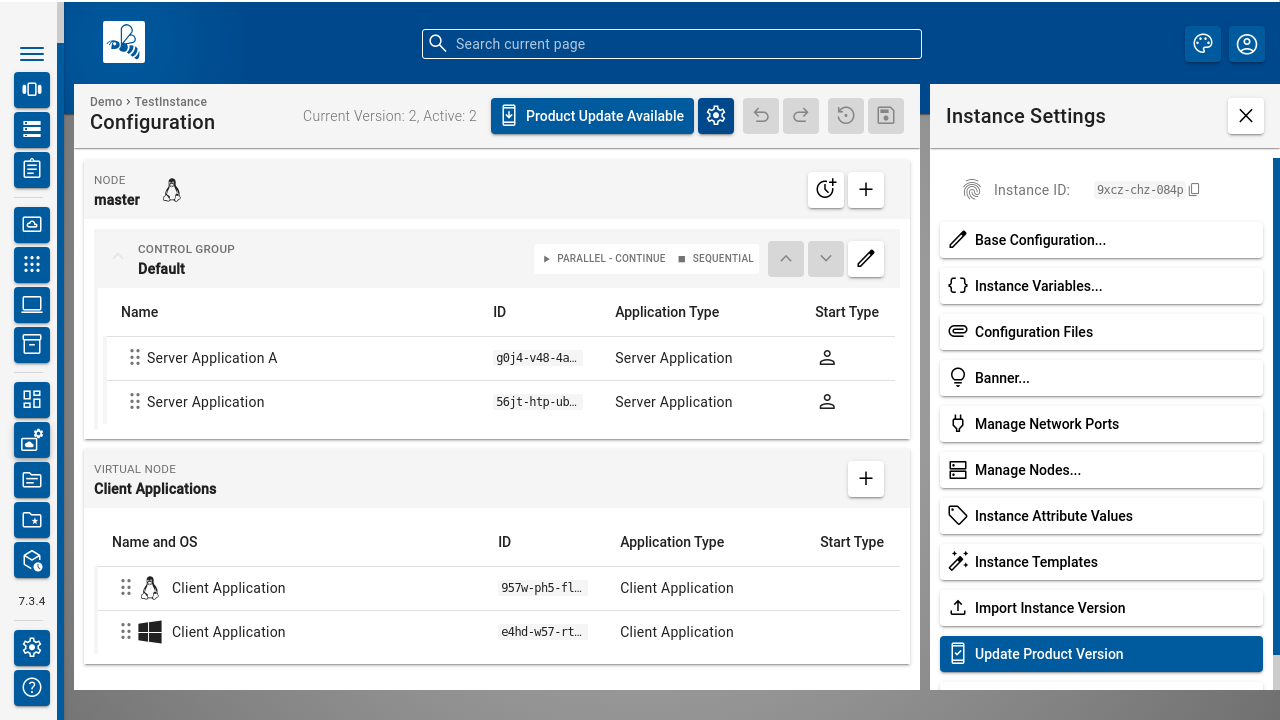 Search current page
Demo › TestInstance
Configuration
Current Version: 2, Active: 2
Product Update Available
NODE
master
CONTROL GROUP
Default
PARALLEL - CONTINUE
SEQUENTIAL
Name ID Application Type Start Type
Server Application A g0j4-v48-4a… Server Application
Server Application 56jt-htp-ub… Server Application
VIRTUAL NODE
Client Applications
Name and OS ID Application Type Start Type
Client Application 957w-ph5-fl… Client Application
Client Application e4hd-w57-rt… Client Application
7.3.4
Instance Settings
Instance ID: 9xcz-chz-084p
Base Configuration...
Instance Variables...
Configuration Files
Banner...
Manage Network Ports
Manage Nodes...
Instance Attribute Values
Instance Templates
Import Instance Version
Update Product Version